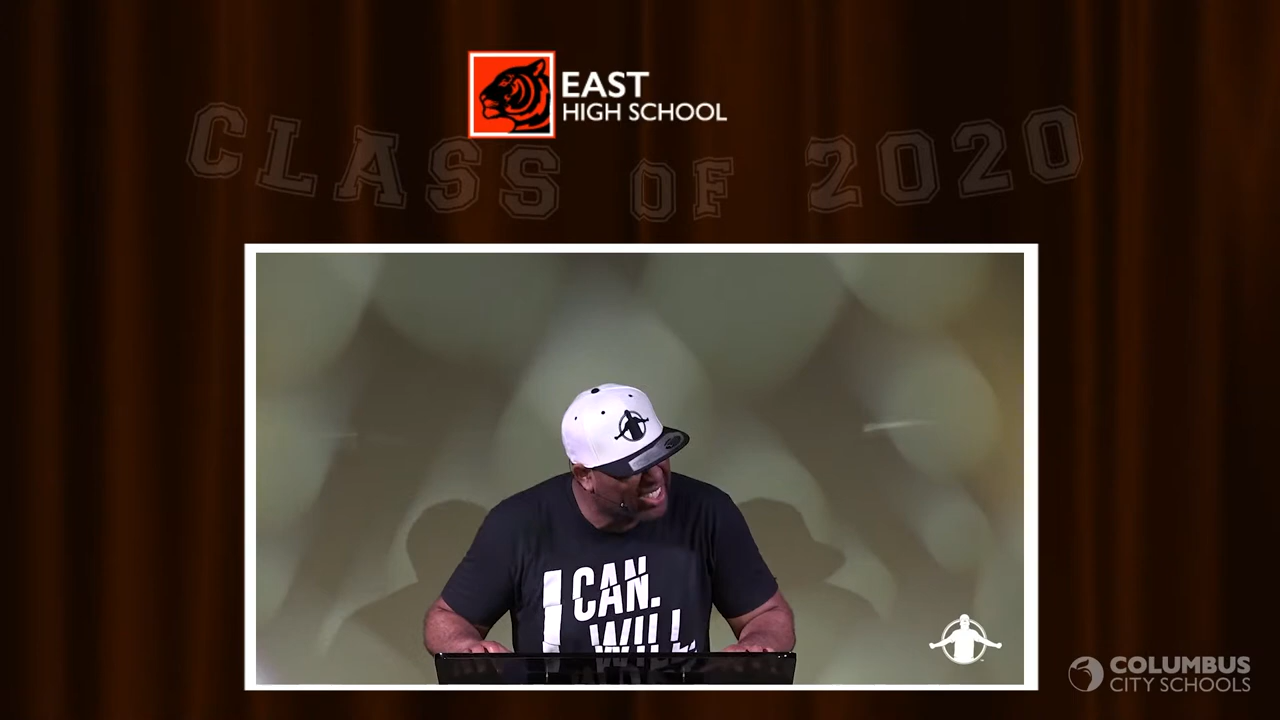 EAST
HIGH SCHOOL
CLASS OF 2020
I CAN.
WILL.
COLUMBUS
CITY SCHOOLS